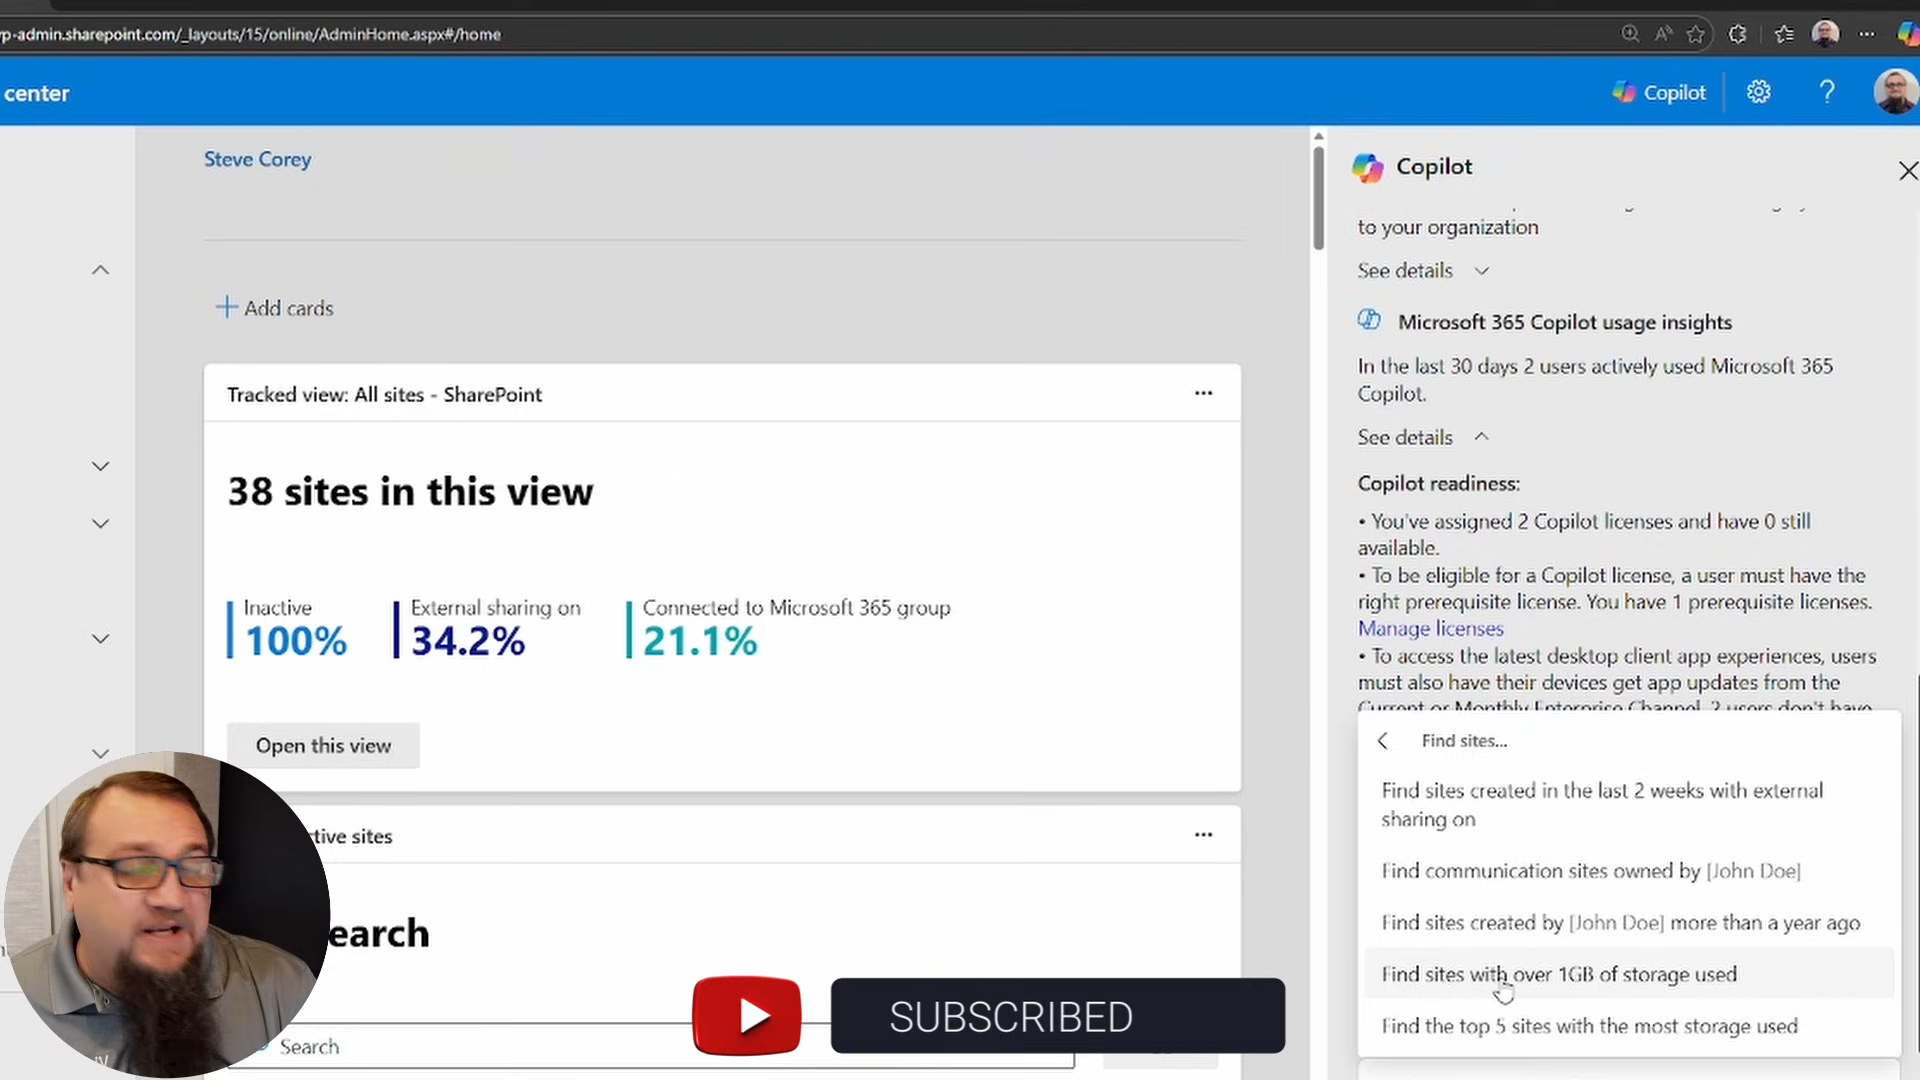 /p-admin.sharepoint.com/_layouts/15/online/AdminHome.aspx#/home
center
Copilot
?
Steve Corey
+ Add cards
Tracked view: All sites - SharePoint
...
38 sites in this view
Inactive
100%
External sharing on
34.2%
Connected to Microsoft 365 group
21.1%
Open this view
tive sites
...
earch
Search
SUBSCRIBED
Copilot
to your organization
See details
Microsoft 365 Copilot usage insights
In the last 30 days 2 users actively used Microsoft 365
Copilot.
See details
Copilot readiness:
• You've assigned 2 Copilot licenses and have 0 still
available.
• To be eligible for a Copilot license, a user must have the
right prerequisite license. You have 1 prerequisite licenses.
Manage licenses
• To access the latest desktop client app experiences, users
must also have their devices get app updates from the
Current or Monthly Enterprise Channel. 2 users don't have
Find sites...
Find sites created in the last 2 weeks with external
sharing on
Find communication sites owned by [John Doe]
Find sites created by [John Doe] more than a year ago
Find sites with over 1GB of storage used
Find the top 5 sites with the most storage used